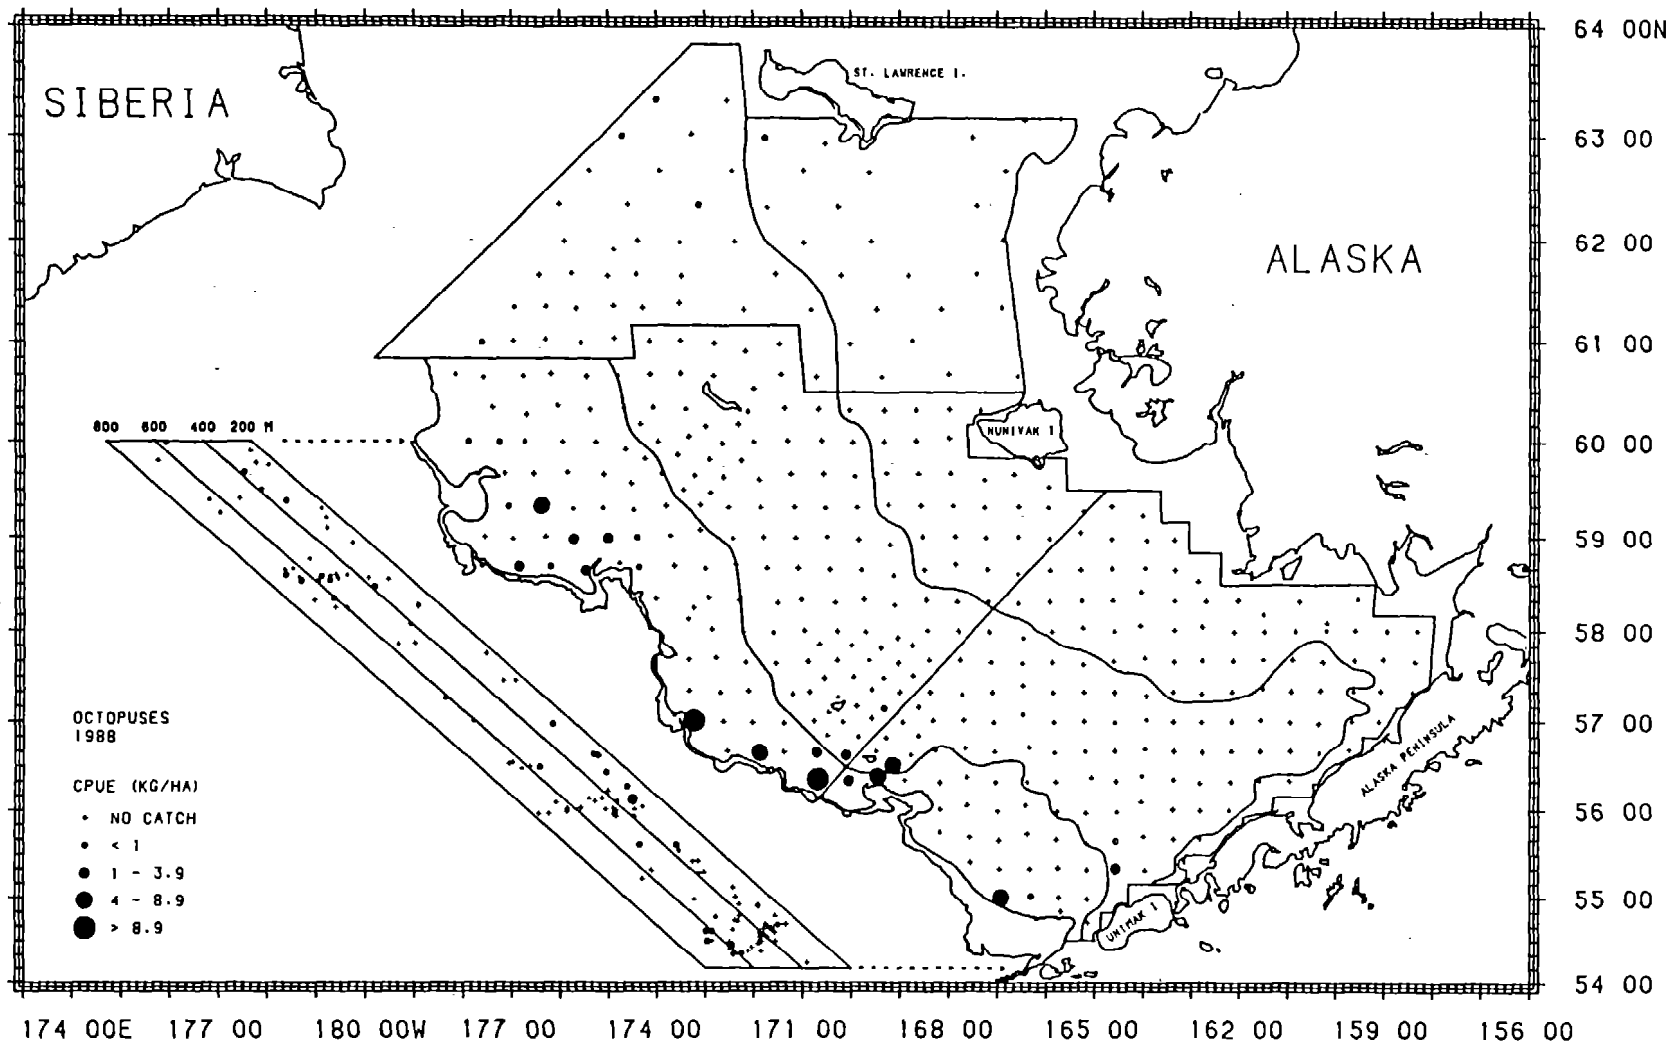 64 00N
ST. LAWRENCE I.
SIBERIA
63 00
62 00
ALASKA
61 00
800 600 400 200 M
NUNIVAK I
60 00
59 00
58 00
OCTOPUSES
1988
57 00
ALASKA PENINSULA
CPUE (KG/HA)
NO CATCH
< 1
1 - 3.9
4 - 8.9
> 8.9
56 00
55 00
UNIMAK I
54 00
174 00E 177 00 180 00W 177 00 174 00 171 00 168 00 165 00 162 00 159 00 156 00